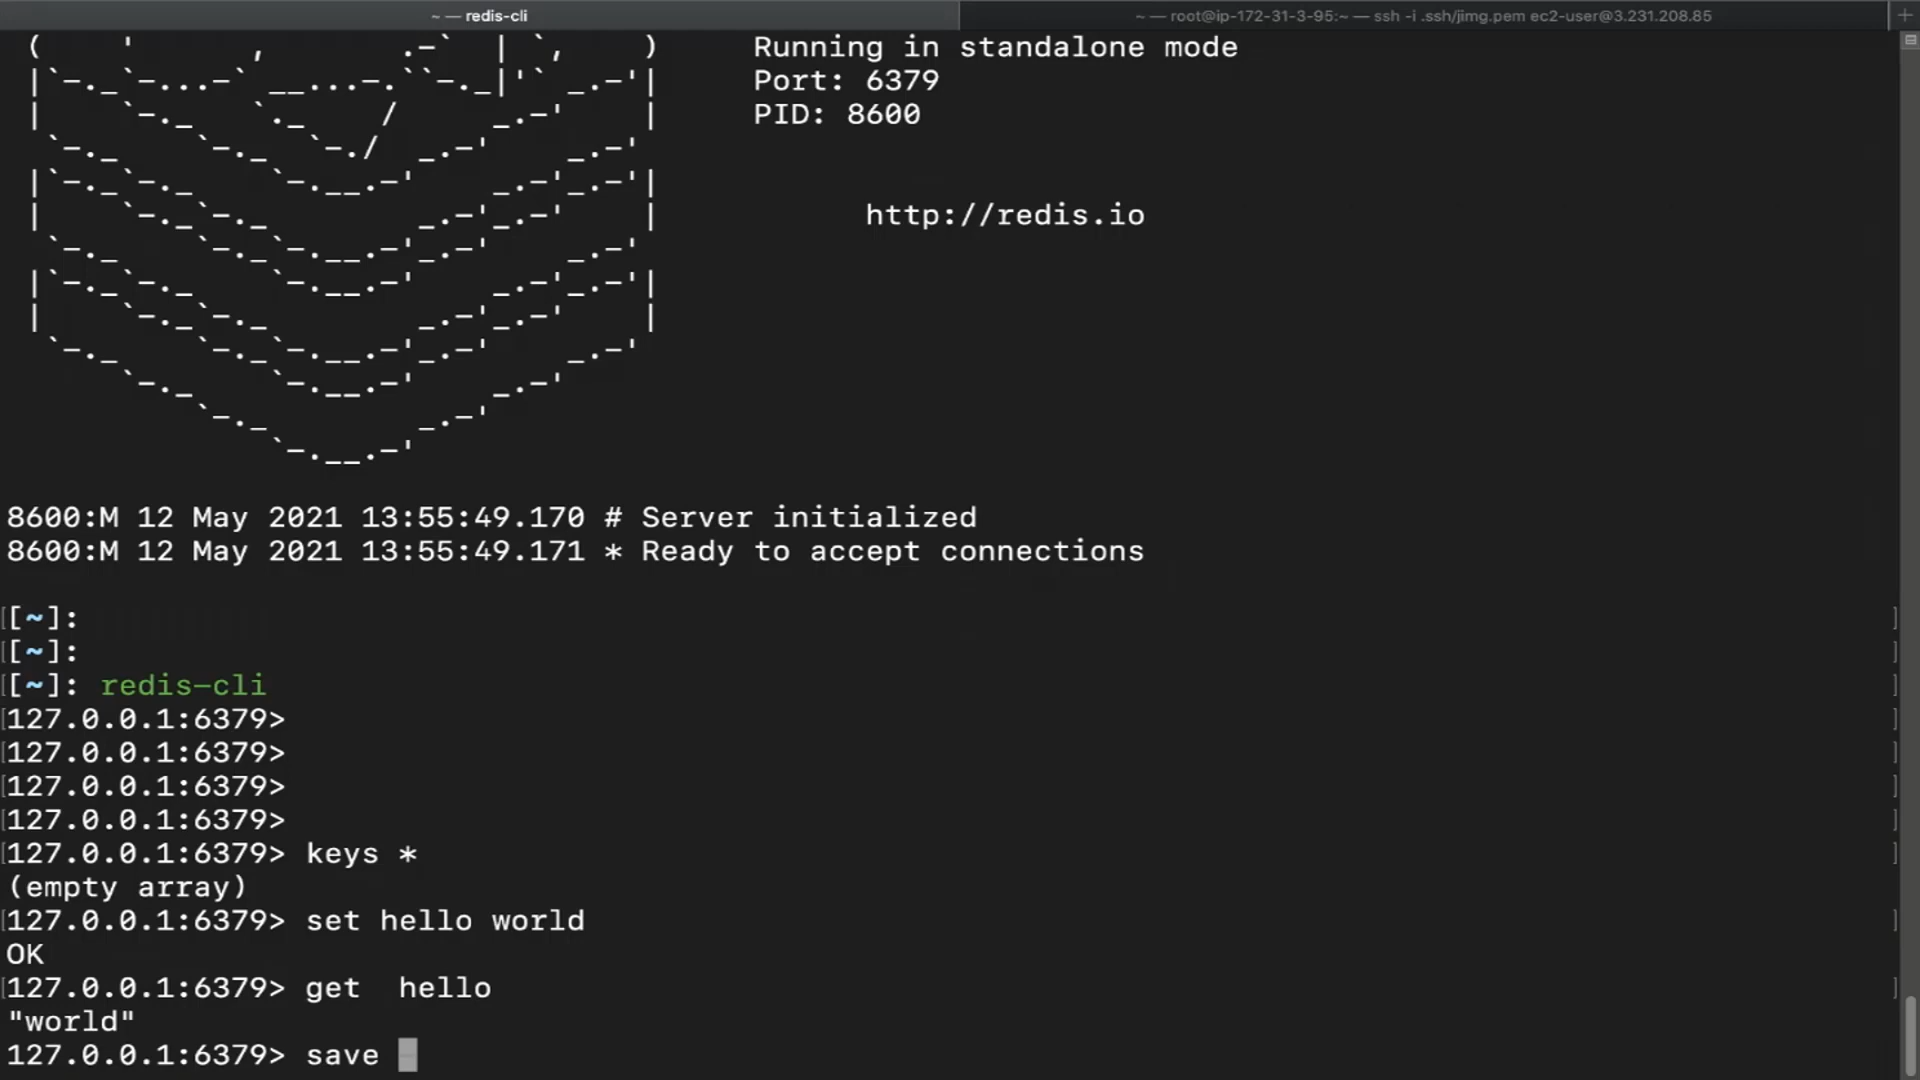 ~ — redis-cli
~ — root@ip-172-31-3-95:~ — ssh -i .ssh/jimg.pem ec2-user@3.231.208.85
Running in standalone mode
Port: 6379
PID: 8600
http://redis.io
8600:M 12 May 2021 13:55:49.170 # Server initialized
8600:M 12 May 2021 13:55:49.171 * Ready to accept connections
[~]:
[~]:
[~]: redis-cli
127.0.0.1:6379>
127.0.0.1:6379>
127.0.0.1:6379>
127.0.0.1:6379>
127.0.0.1:6379> keys *
(empty array)
127.0.0.1:6379> set hello world
OK
127.0.0.1:6379> get  hello
"world"
127.0.0.1:6379> save